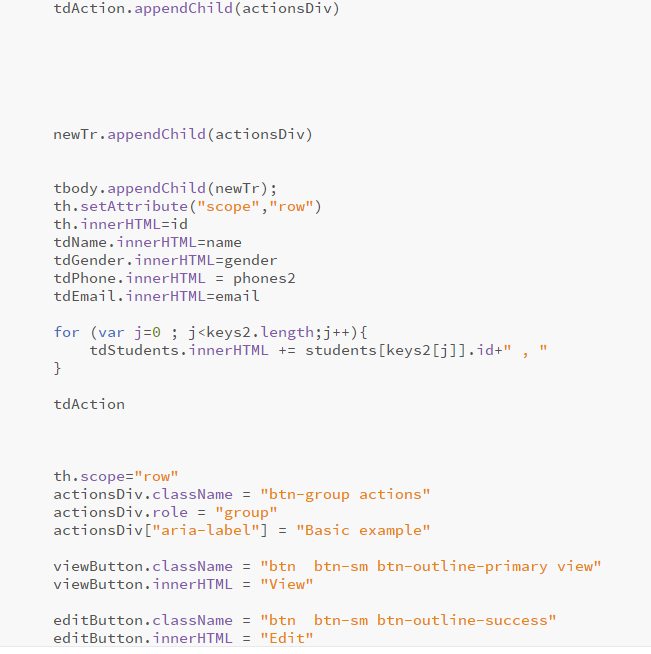 tdAction.appendChild(actionsDiv)
newTr.appendChild(actionsDiv)
tbody.appendChild(newTr);
th.setAttribute("scope","row")
th.innerHTML=id
tdName.innerHTML=name
tdGender.innerHTML=gender
tdPhone.innerHTML = phones2
tdEmail.innerHTML=email
for (var j=0 ; j<keys2.length;j++){
    tdStudents.innerHTML += students[keys2[j]].id+" , "
}
tdAction
th.scope="row"
actionsDiv.className = "btn-group actions"
actionsDiv.role = "group"
actionsDiv["aria-label"] = "Basic example"
viewButton.className = "btn  btn-sm btn-outline-primary view"
viewButton.innerHTML = "View"
editButton.className = "btn  btn-sm btn-outline-success"
editButton.innerHTML = "Edit"